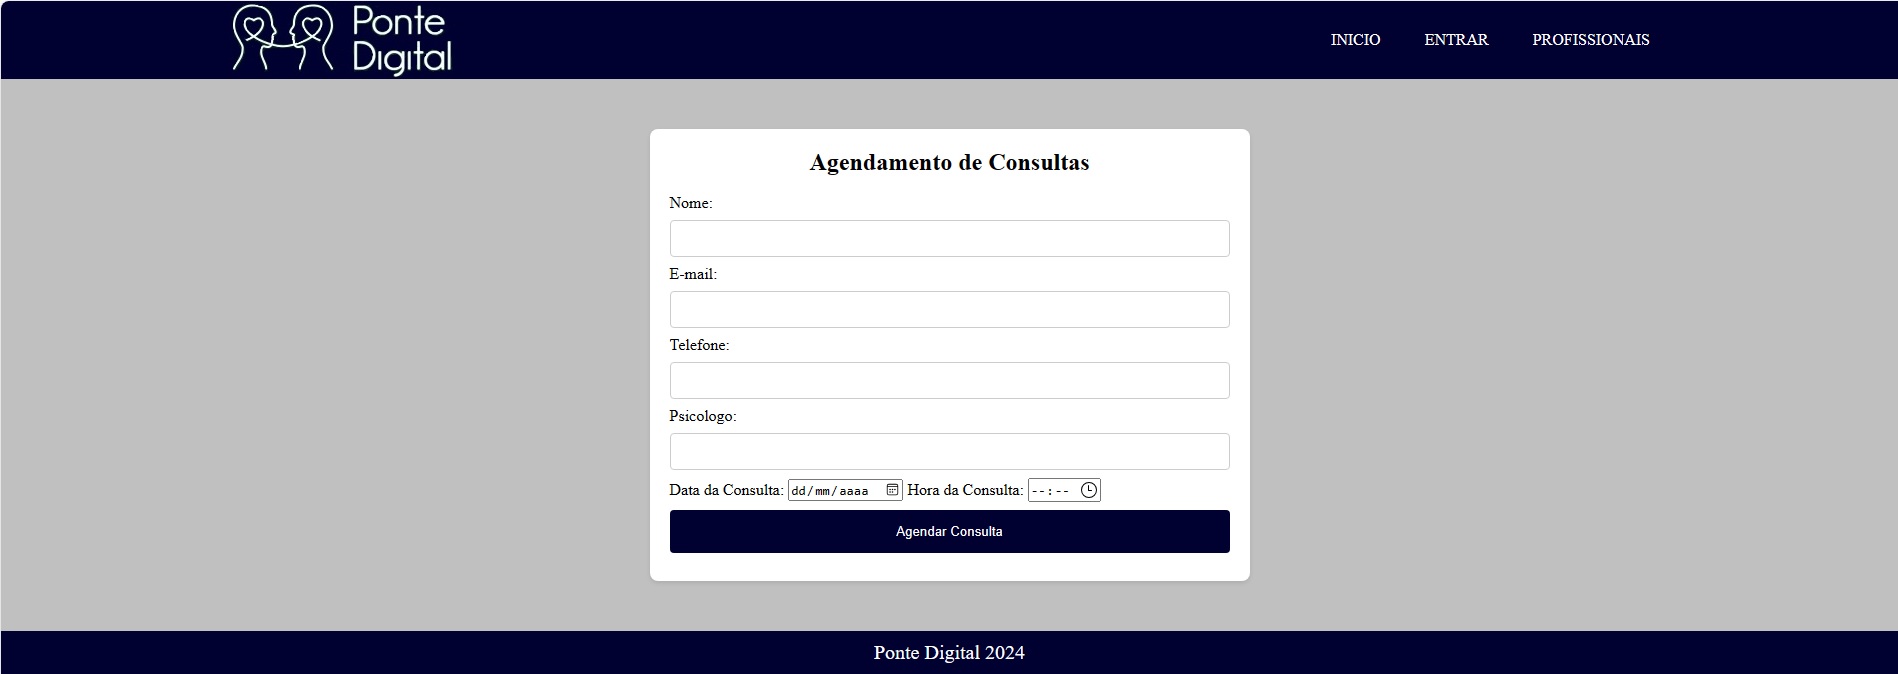 Ponte
Digital
INICIO ENTRAR PROFISSIONAIS
Agendamento de Consultas
Nome:
E-mail:
Telefone:
Psicologo:
Data da Consulta: dd/mm/aaaa Hora da Consulta: --:--
Agendar Consulta
Ponte Digital 2024